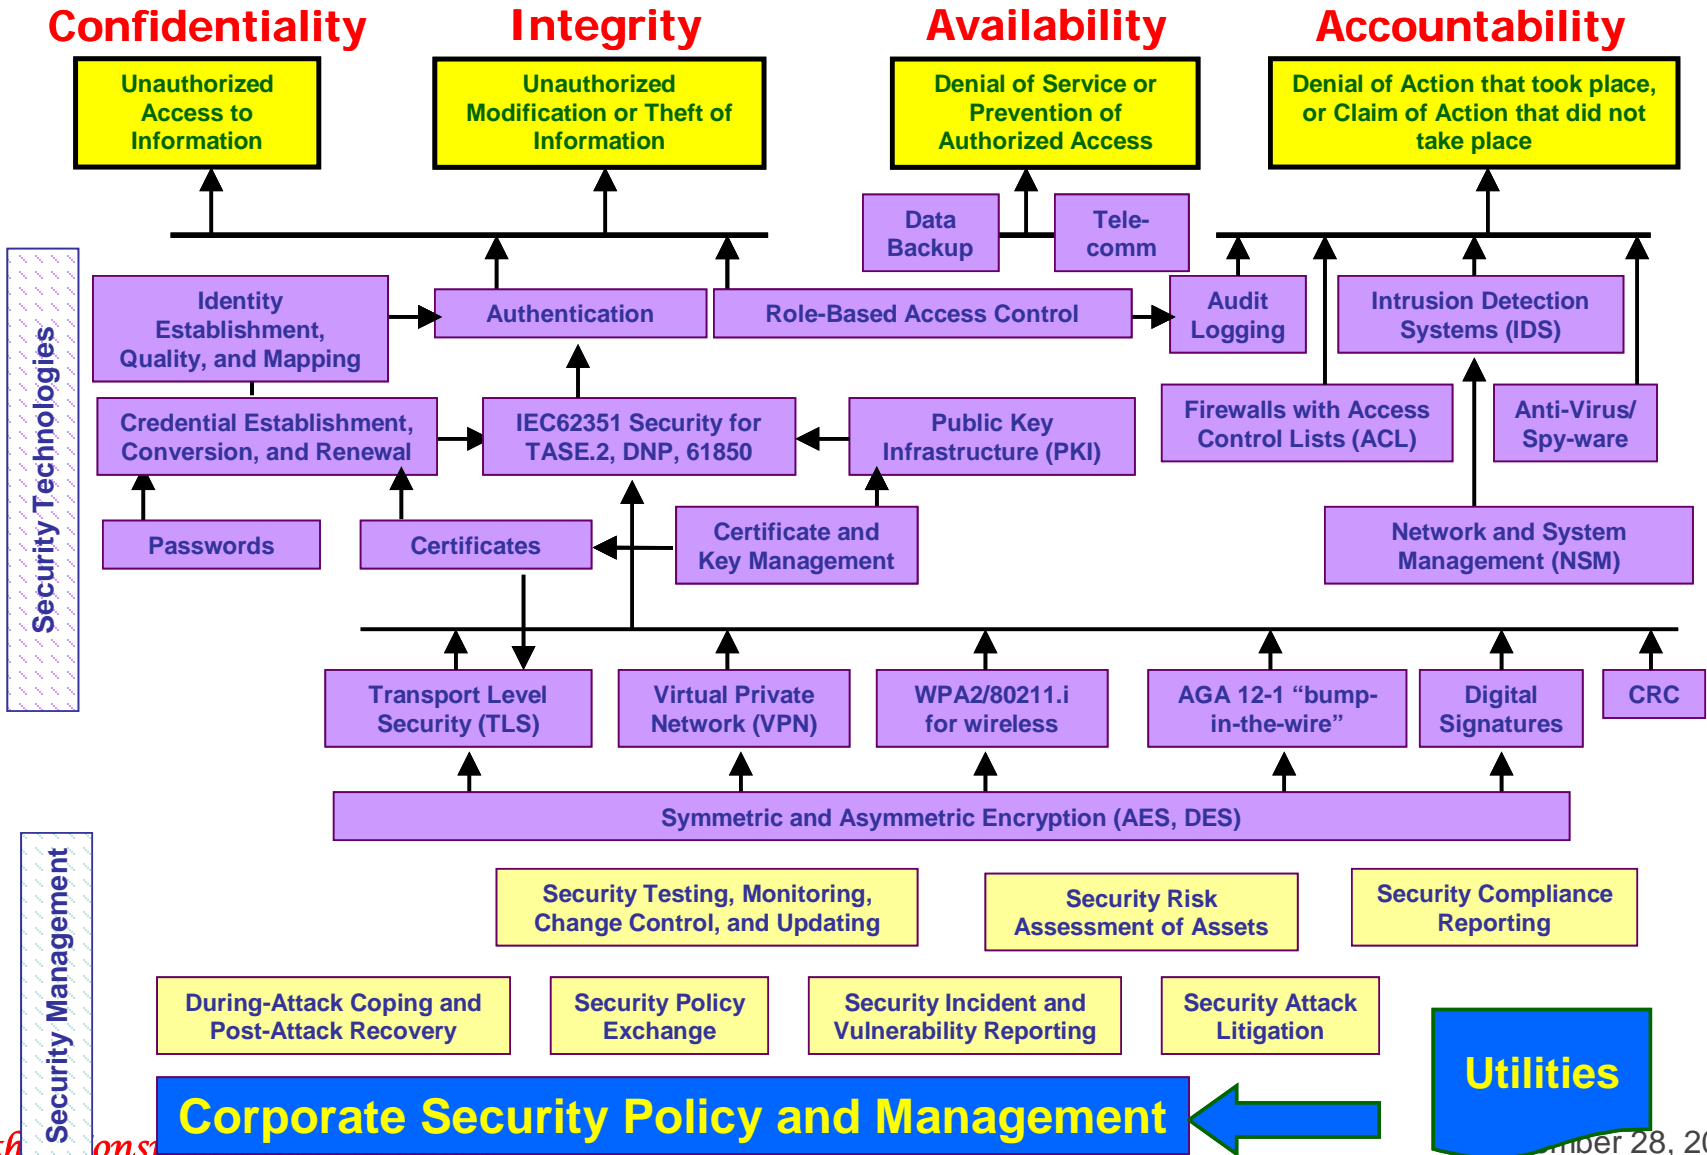 Confidentiality
Integrity
Availability
Accountability
Unauthorized
Access to
Information
Unauthorized
Modification or Theft of
Information
Denial of Service or
Prevention of
Authorized Access
Denial of Action that took place,
or Claim of Action that did not
take place
Data
Backup
Tele-
comm
Security Technologies
Identity
Establishment,
Quality, and Mapping
Authentication
Role-Based Access Control
Audit
Logging
Intrusion Detection
Systems (IDS)
Credential Establishment,
Conversion, and Renewal
IEC62351 Security for
TASE.2, DNP, 61850
Public Key
Infrastructure (PKI)
Firewalls with Access
Control Lists (ACL)
Anti-Virus/
Spy-ware
Passwords
Certificates
Certificate and
Key Management
Network and System
Management (NSM)
Transport Level
Security (TLS)
Virtual Private
Network (VPN)
WPA2/80211.i
for wireless
AGA 12-1 “bump-
in-the-wire”
Digital
Signatures
CRC
Symmetric and Asymmetric Encryption (AES, DES)
Security Management
Security Testing, Monitoring,
Change Control, and Updating
Security Risk
Assessment of Assets
Security Compliance
Reporting
During-Attack Coping and
Post-Attack Recovery
Security Policy
Exchange
Security Incident and
Vulnerability Reporting
Security Attack
Litigation
Utilities
Corporate Security Policy and Management
28,